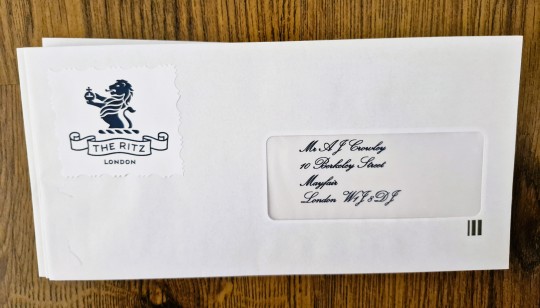 THE RITZ
LONDON
Mr A J Crowley
10 Berkeley Street
Mayfair
London W1J 8DJ